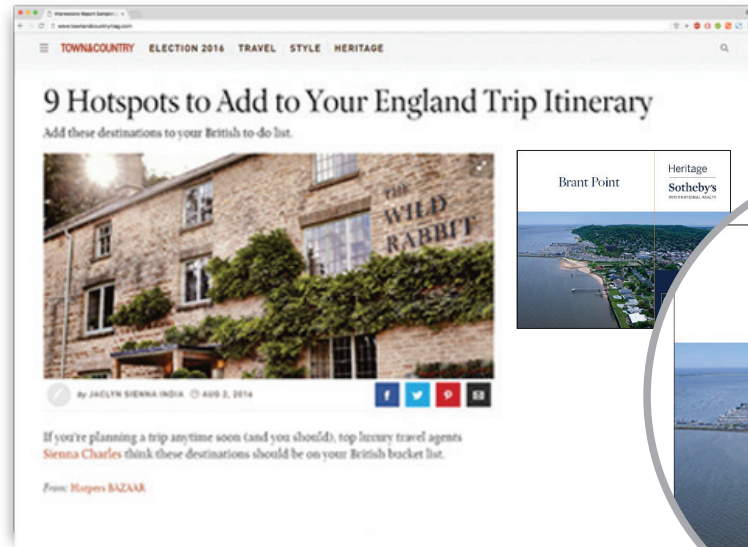 www.townandcountrymag.com
TOWN&COUNTRY ELECTION 2016 TRAVEL STYLE HERITAGE
9 Hotspots to Add to Your England Trip Itinerary
Add these destinations to your British to-do list.
THE
WILD
RABBIT
By JACLYN SIENNA INDIA AUG 2, 2016
If you're planning a trip anytime soon (and you should), top luxury travel agents
Sienna Charles think these destinations should be on your British bucket list.
From: Harpers BAZAAR
Brant Point
Heritage
Sotheby's
INTERNATIONAL REALTY